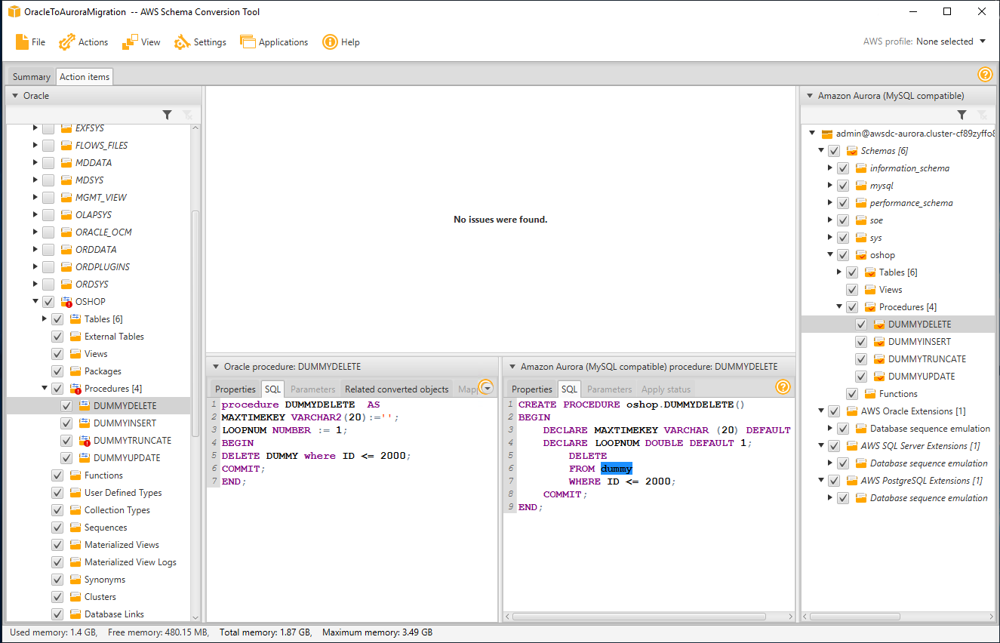 OracleToAuroraMigration -- AWS Schema Conversion Tool
File Actions View Settings Applications Help AWS profile: None selected
Summary Action items
Oracle
EXFSYS
FLOWS_FILES
MDDATA
MDSYS
MGMT_VIEW
OLAPSYS
ORACLE_OCM
ORDDATA
ORDPLUGINS
ORDSYS
OSHOP
Tables [6]
External Tables
Views
Packages
Procedures [4]
DUMMYDELETE
DUMMYINSERT
DUMMYTRUNCATE
DUMMYUPDATE
Functions
User Defined Types
Collection Types
Sequences
Materialized Views
Materialized View Logs
Synonyms
Clusters
Database Links
No issues were found.
Oracle procedure: DUMMYDELETE
Properties SQL Parameters Related converted objects Map
1 procedure DUMMYDELETE AS
2 MAXTIMEKEY VARCHAR2(20):='';
3 LOOPNUM NUMBER := 1;
4 BEGIN
5 DELETE DUMMY where ID <= 2000;
6 COMMIT;
7 END;
Amazon Aurora (MySQL compatible) procedure: DUMMYDELETE
Properties SQL Parameters Apply status
1 CREATE PROCEDURE oshop.DUMMYDELETE()
2 BEGIN
3 DECLARE MAXTIMEKEY VARCHAR (20) DEFAULT
4 DECLARE LOOPNUM DOUBLE DEFAULT 1;
5 DELETE
6 FROM dummy
7 WHERE ID <= 2000;
8 COMMIT;
9 END;
Amazon Aurora (MySQL compatible)
admin@awsdc-aurora.cluster-cf89zyffo8
Schemas [6]
information_schema
mysql
performance_schema
soe
sys
oshop
Tables [6]
Views
Procedures [4]
DUMMYDELETE
DUMMYINSERT
DUMMYTRUNCATE
DUMMYUPDATE
Functions
AWS Oracle Extensions [1]
Database sequence emulation
AWS SQL Server Extensions [1]
Database sequence emulation
AWS PostgreSQL Extensions [1]
Database sequence emulation
Used memory: 1.4 GB, Free memory: 480.15 MB, Total memory: 1.87 GB, Maximum memory: 3.49 GB